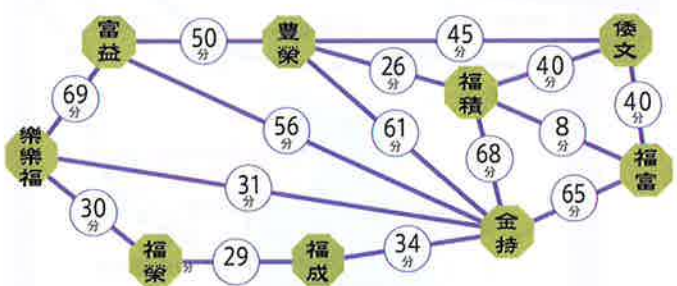 富益
50分
豊榮
45分
倭文
26分
40分
福積
69分
56分
61分
8分
40分
樂樂福
68分
福富
31分
65分
30分
金持
福榮
分 29
福成
34分